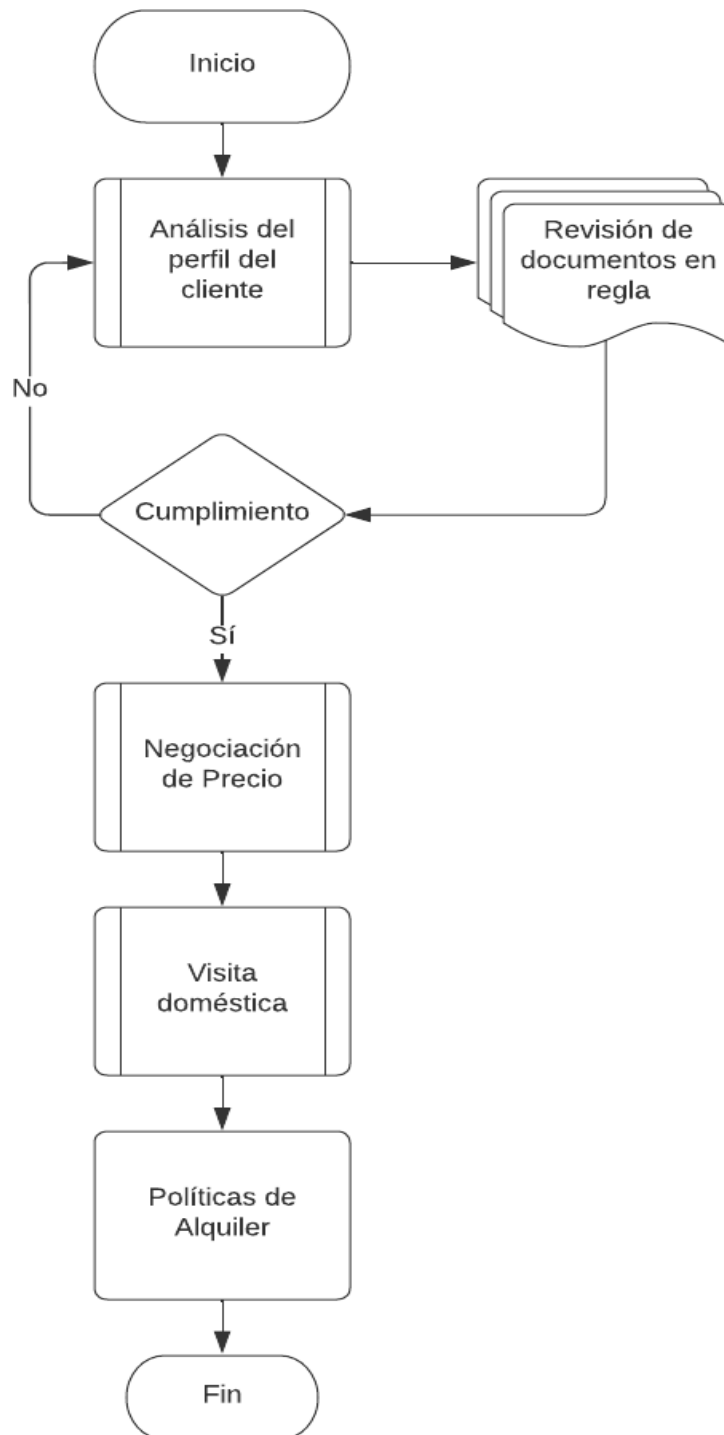 Inicio
Análisis del
perfil del
cliente
Revisión de
documentos en
regla
No
Cumplimiento
Sí
Negociación
de Precio
Visita
doméstica
Políticas de
Alquiler
Fin